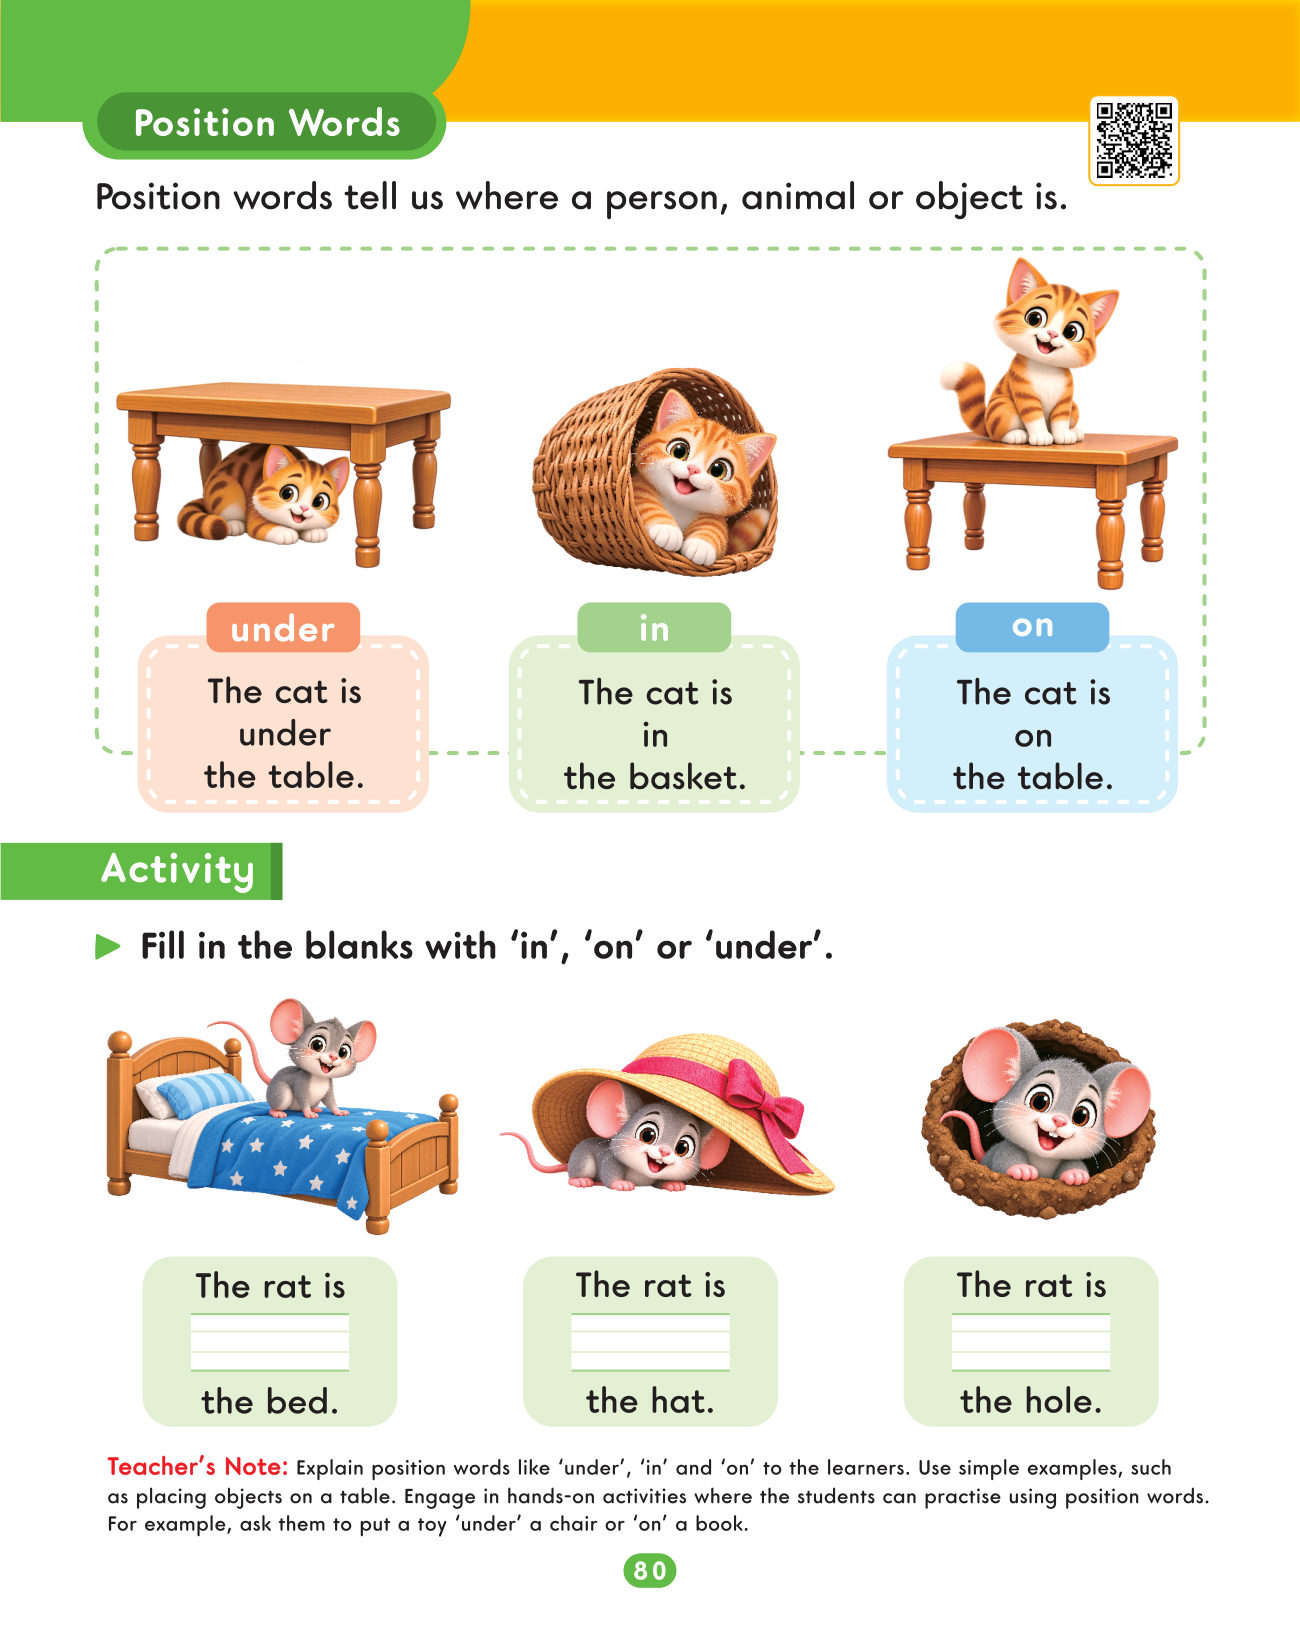 Position Words
Position words tell us where a person, animal or object is.
under
The cat is
under
the table.
in
The cat is
in
the basket.
on
The cat is
on
the table.
Activity
Fill in the blanks with ‘in’, ‘on’ or ‘under’.
The rat is
the bed.
The rat is
the hat.
The rat is
the hole.
Teacher’s Note: Explain position words like ‘under’, ‘in’ and ‘on’ to the learners. Use simple examples, such
as placing objects on a table. Engage in hands-on activities where the students can practise using position words.
For example, ask them to put a toy ‘under’ a chair or ‘on’ a book.
80